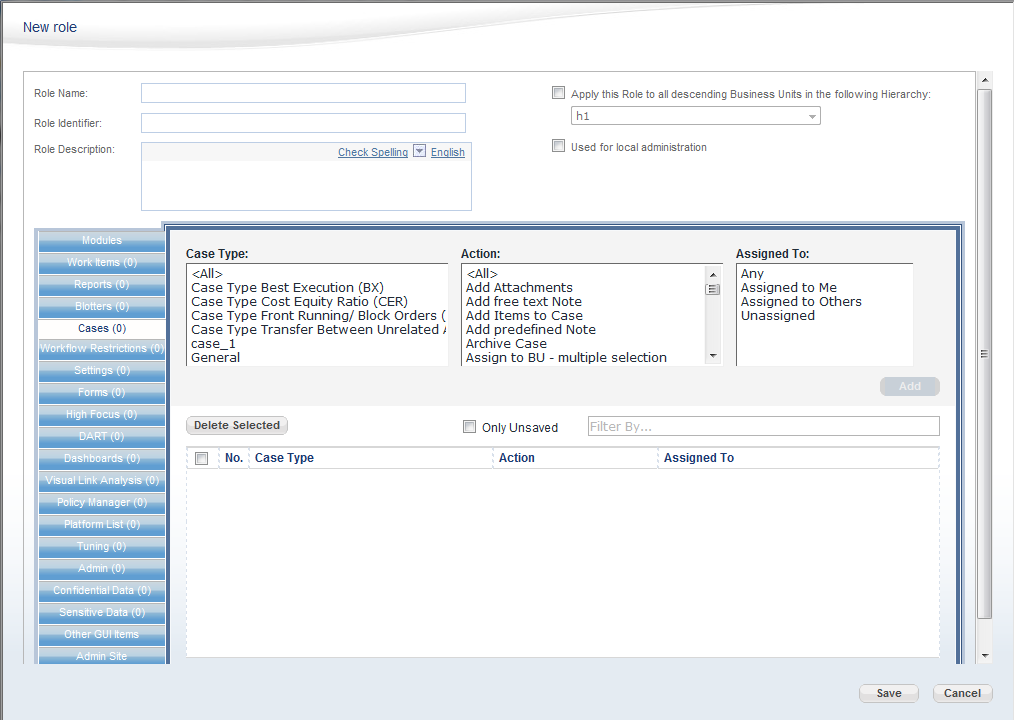 New role
Role Name:
Apply this Role to all descending Business Units in the following Hierarchy:
h1
Role Identifier:
Role Description:
Check Spelling English
Used for local administration
Modules
Work Items (0)
Reports (0)
Blotters (0)
Cases (0)
Workflow Restrictions (0)
Settings (0)
Forms (0)
High Focus (0)
DART (0)
Dashboards (0)
Visual Link Analysis (0)
Policy Manager (0)
Platform List (0)
Tuning (0)
Admin (0)
Confidential Data (0)
Sensitive Data (0)
Other GUI Items
Admin Site
Case Type:
<All>
Case Type Best Execution (BX)
Case Type Cost Equity Ratio (CER)
Case Type Front Running/ Block Orders (
Case Type Transfer Between Unrelated A
case_1
General
Action:
<All>
Add Attachments
Add free text Note
Add Items to Case
Add predefined Note
Archive Case
Assign to BU - multiple selection
Assigned To:
Any
Assigned to Me
Assigned to Others
Unassigned
Add
Delete Selected
Only Unsaved
Filter By...
No. Case Type Action Assigned To
Save Cancel